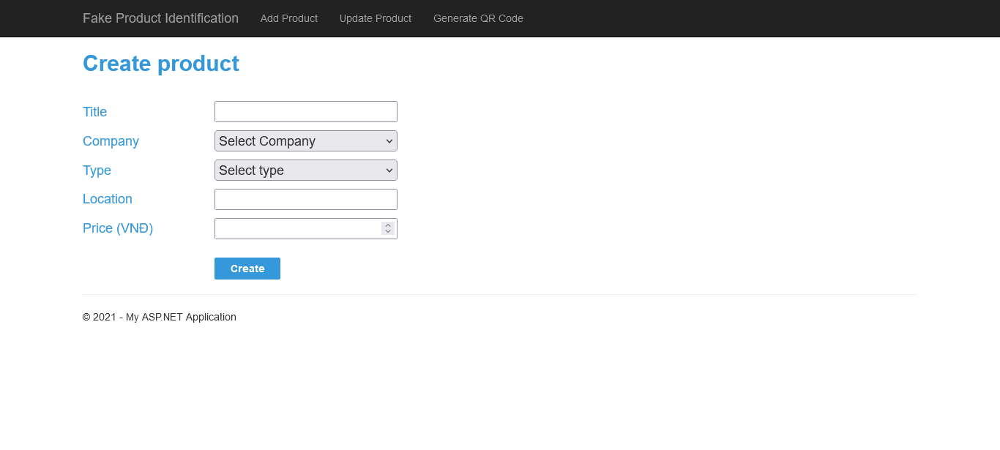 Fake Product Identification Add Product Update Product Generate QR Code
Create product
Title
Company Select Company
Type Select type
Location
Price (VNĐ)
Create
© 2021 - My ASP.NET Application